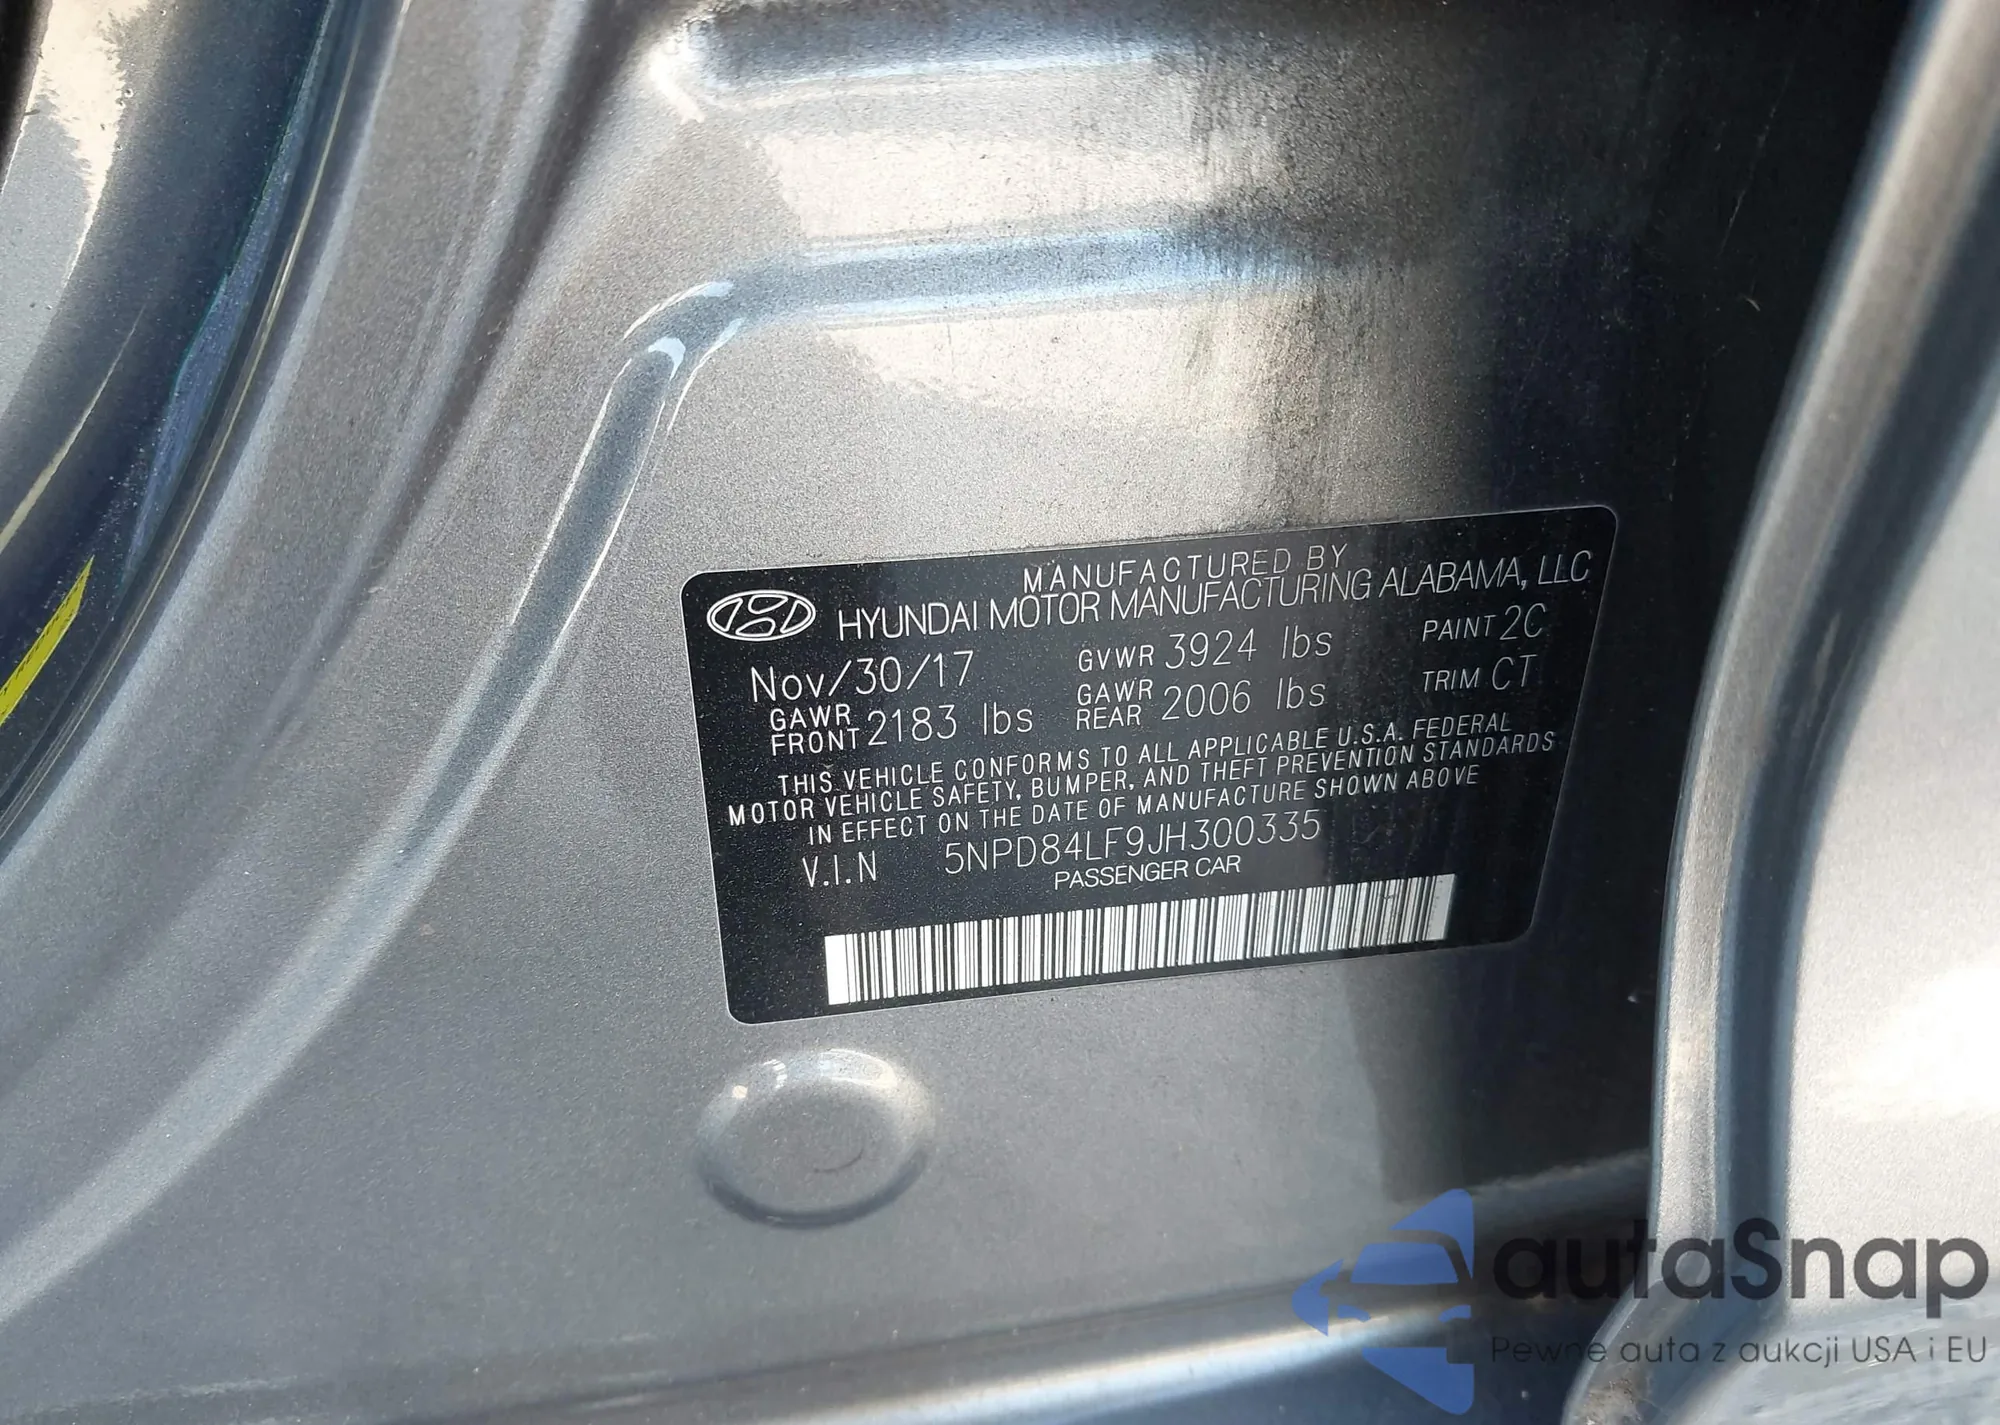 MANUFACTURED BY
HYUNDAI MOTOR MANUFACTURING ALABAMA, LLC
Nov/30/17 GVWR 3924 lbs PAINT 2C
GAWR FRONT 2183 lbs GAWR REAR 2006 lbs TRIM CT
THIS VEHICLE CONFORMS TO ALL APPLICABLE U.S.A. FEDERAL
MOTOR VEHICLE SAFETY, BUMPER, AND THEFT PREVENTION STANDARDS
IN EFFECT ON THE DATE OF MANUFACTURE SHOWN ABOVE
V.I.N 5NPD84LF9JH300335
PASSENGER CAR
autaSnap
Pewne auta z aukcji USA i EU